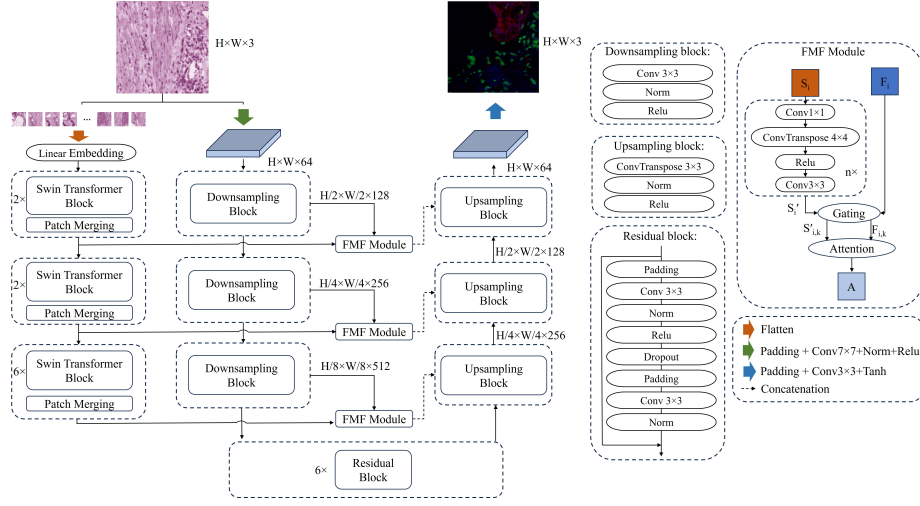 H×W×3
...
Linear Embedding
2×
Swin Transformer
Block
Patch Merging
2×
Swin Transformer
Block
Patch Merging
6×
Swin Transformer
Block
Patch Merging
H×W×64
Downsampling
Block
H/2×W/2×128
FMF Module
Downsampling
Block
H/4×W/4×256
FMF Module
Downsampling
Block
H/8×W/8×512
FMF Module
6×
Residual
Block
H×W×3
H×W×64
Upsampling
Block
H/2×W/2×128
Upsampling
Block
H/4×W/4×256
Upsampling
Block
Downsampling block:
Conv 3×3
Norm
Relu
Upsampling block:
ConvTranspose 3×3
Norm
Relu
Residual block:
Padding
Conv 3×3
Norm
Relu
Dropout
Padding
Conv 3×3
Norm
FMF Module
Si Fi
Conv1×1
ConvTranspose 4×4
Relu
n×
Conv3×3
Si'
Gating
S'i,k Fi,k
Attention
A
Flatten
Padding + Conv7×7+Norm+Relu
Padding + Conv3×3+Tanh
Concatenation